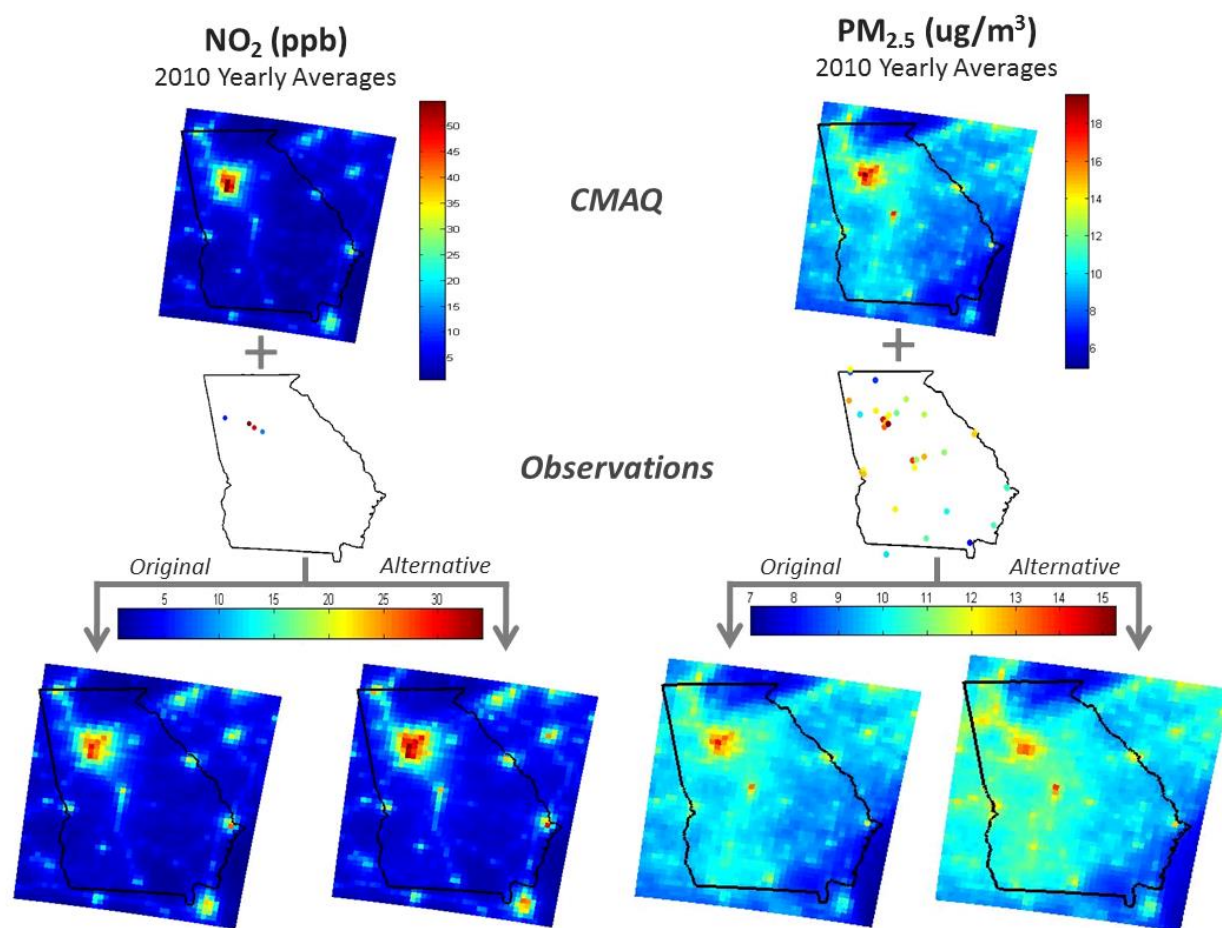 NO₂ (ppb)
2010 Yearly Averages
50
45
40
35
30
25
20
15
10
5
PM₂.₅ (ug/m³)
2010 Yearly Averages
18
16
14
12
10
8
6
CMAQ
+
+
Observations
Original
Alternative
5 10 15 20 25 30
Original
Alternative
7 8 9 10 11 12 13 14 15